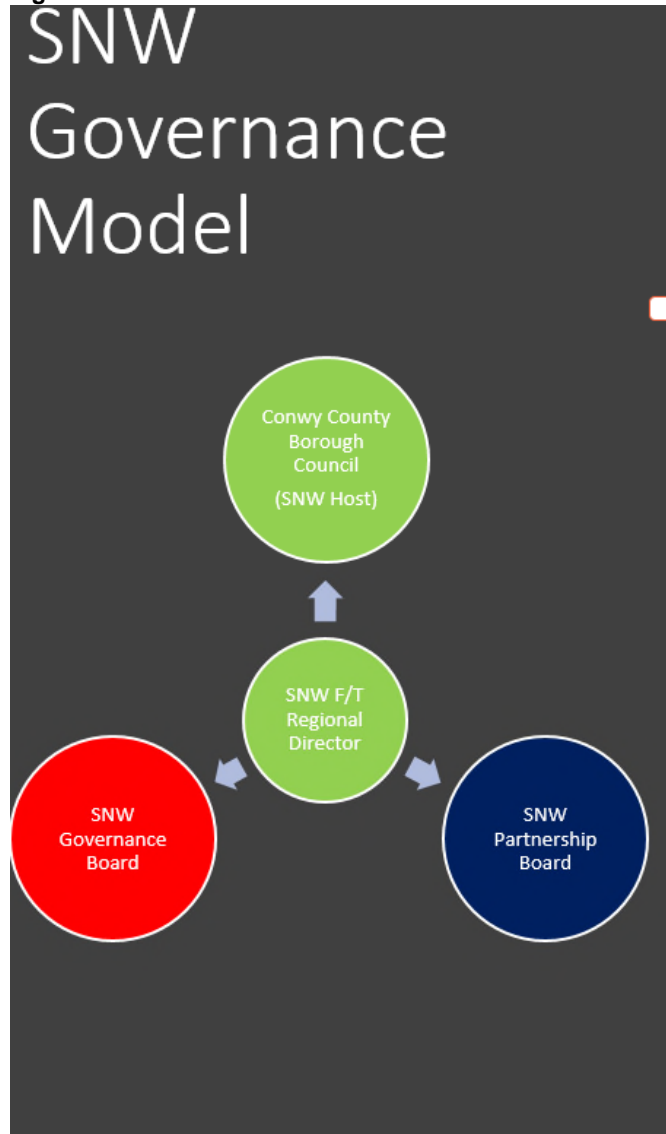 SNW
Governance
Model
Conwy County
Borough
Council
(SNW Host)
SNW F/T
Regional
Director
SNW
Governance
Board
SNW
Partnership
Board